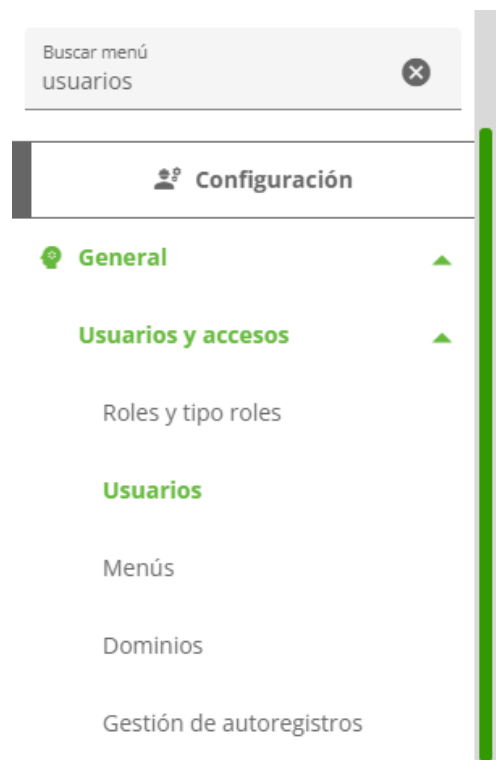 Buscar menú
usuarios
Configuración
General
Usuarios y accesos
Roles y tipo roles
Usuarios
Menús
Dominios
Gestión de autoregistros